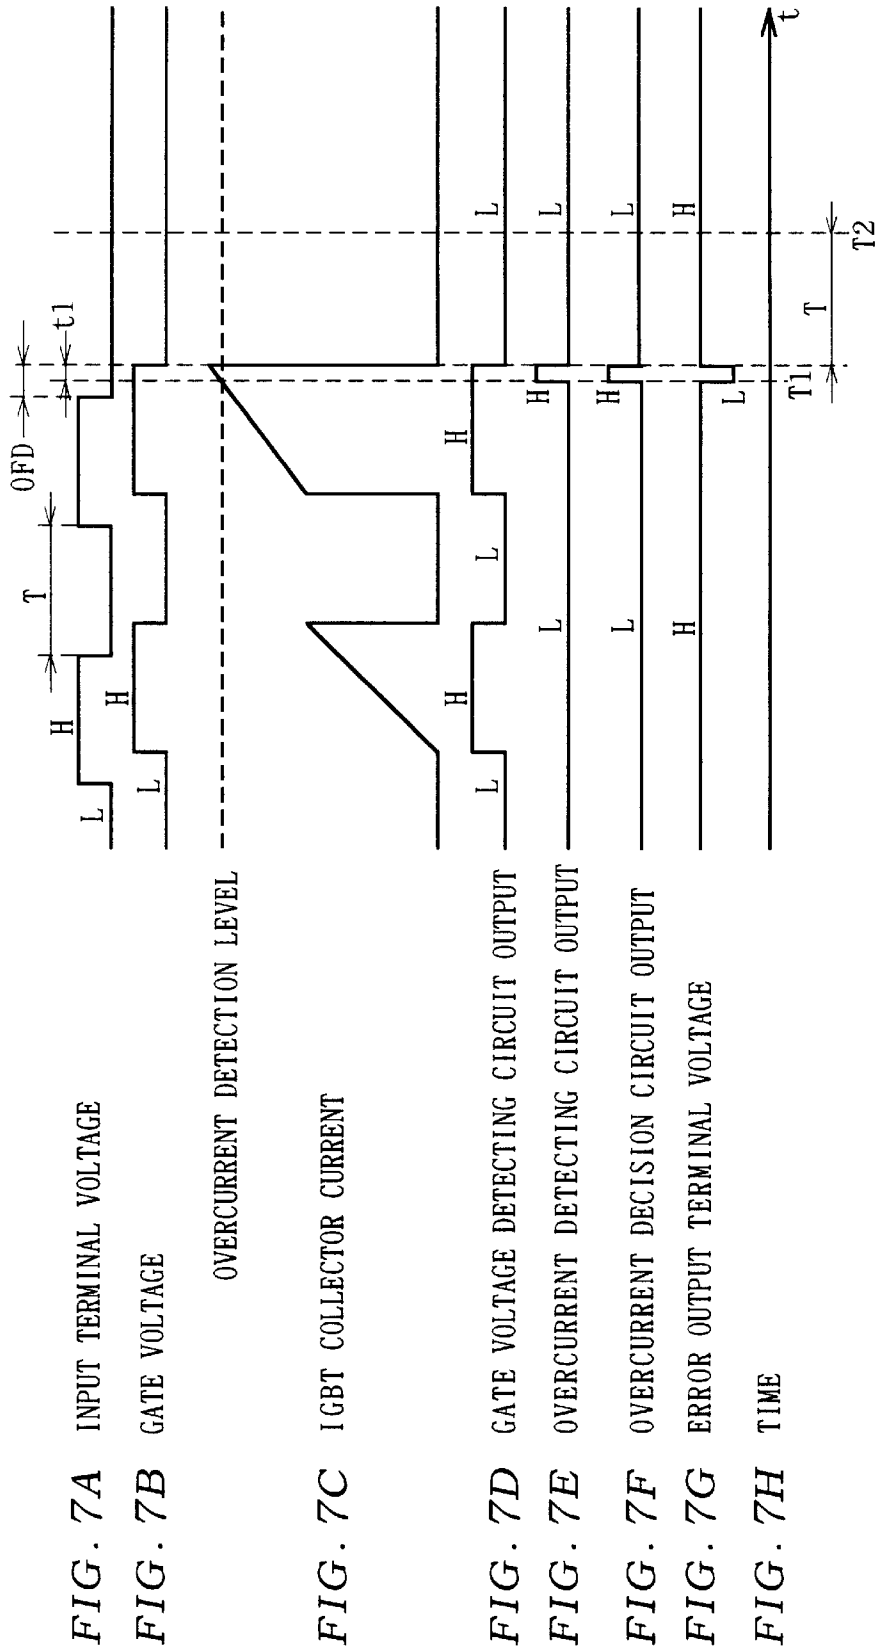 FIG. 7A INPUT TERMINAL VOLTAGE
L H T OFD t1
FIG. 7B GATE VOLTAGE
L H
OVERCURRENT DETECTION LEVEL
FIG. 7C IGBT COLLECTOR CURRENT
FIG. 7D GATE VOLTAGE DETECTING CIRCUIT OUTPUT
L H L H L
FIG. 7E OVERCURRENT DETECTING CIRCUIT OUTPUT
L H L
FIG. 7F OVERCURRENT DECISION CIRCUIT OUTPUT
L H L
FIG. 7G ERROR OUTPUT TERMINAL VOLTAGE
H L H
FIG. 7H TIME
T1 T T2 t